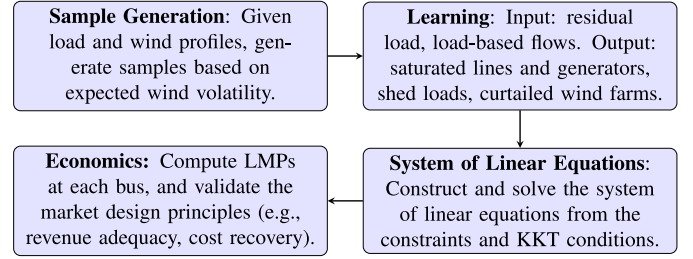 Sample Generation: Given
load and wind profiles, gen-
erate samples based on
expected wind volatility.
Learning: Input: residual
load, load-based flows. Output:
saturated lines and generators,
shed loads, curtailed wind farms.
System of Linear Equations:
Construct and solve the system
of linear equations from the
constraints and KKT conditions.
Economics: Compute LMPs
at each bus, and validate the
market design principles (e.g.,
revenue adequacy, cost recovery).